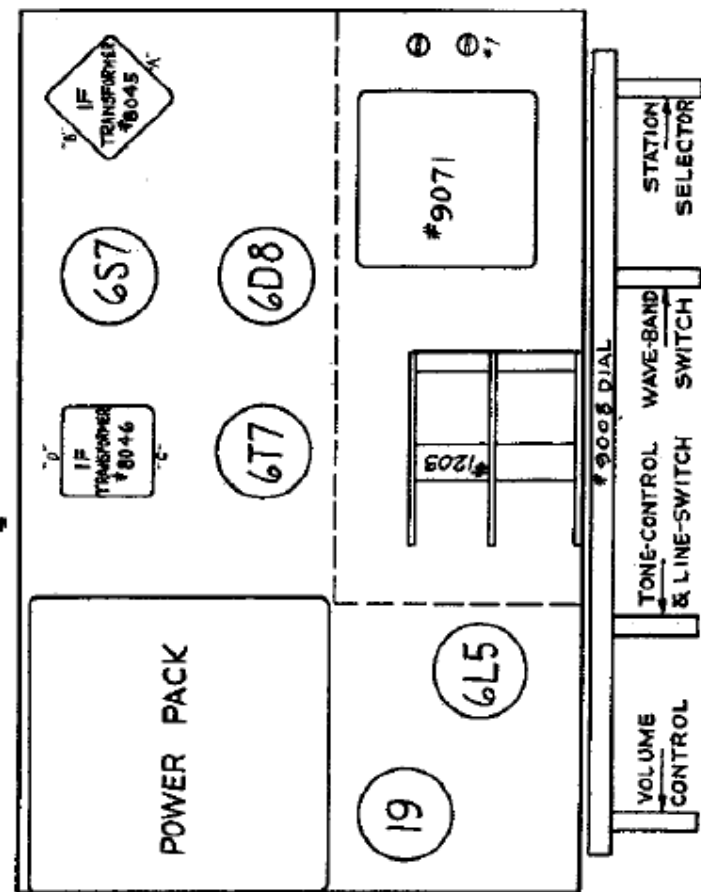 IF
TRANSFORMER
#8045
"A"
"B"
#7
#9071
STATION
SELECTOR
6S7
6D8
WAVE-BAND
SWITCH
#9008 DIAL
"D"
IF
TRANSFORMER
#8046
"C"
6T7
#1203
TONE-CONTROL
& LINE-SWITCH
POWER PACK
6L5
19
VOLUME
CONTROL